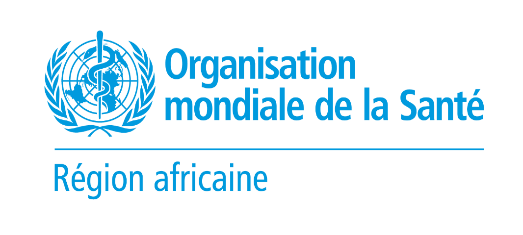 Organisation
mondiale de la Santé
Région africaine